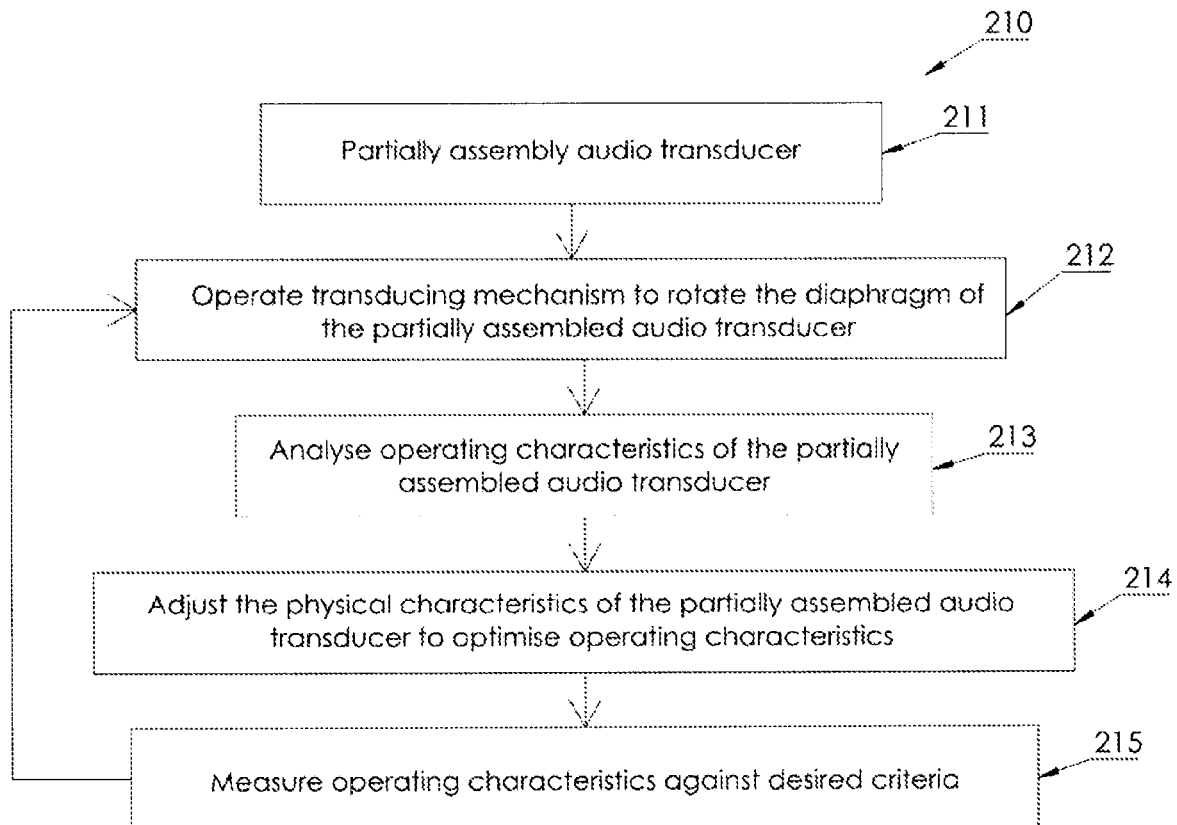 210
211
Partially assembly audio transducer
212
Operate transducing mechanism to rotate the diaphragm of
the partially assembled audio transducer
213
Analyse operating characteristics of the partially
assembled audio transducer
214
Adjust the physical characteristics of the partially assembled audio
transducer to optimise operating characteristics
215
Measure operating characteristics against desired criteria